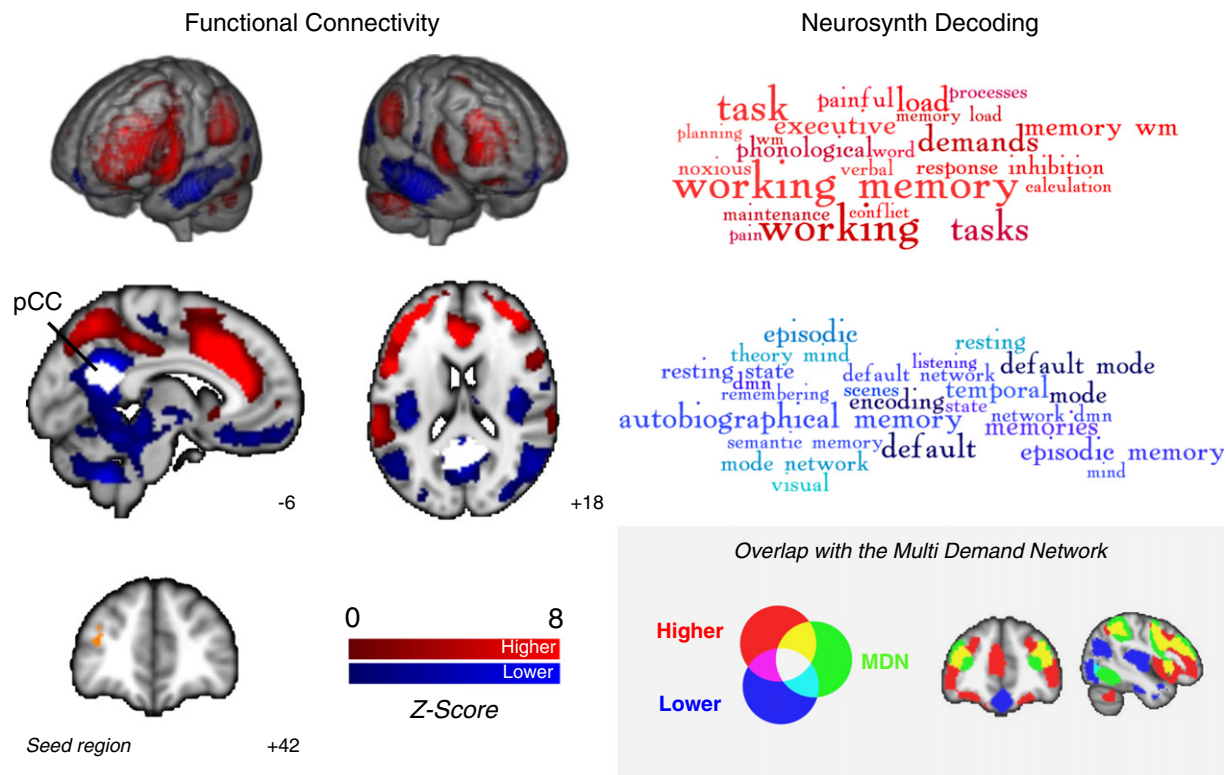 Functional Connectivity
Neurosynth Decoding
pCC
-6
+18
Seed region
+42
0 8
Higher
Lower
Z-Score
processes
painful load
task
memory load
planning
executive
memory wm
wm
demands
phonological word
noxious
verbal
response inhibition
working memory
calculation
maintenance
conflict
pain working tasks
episodic
resting
theory mind
listening
default mode
resting state
default network
dmn
remembering
scenes
temporal mode
encoding state
autobiographical memory
network dmn
memories
semantic memory
default
episodic memory
mode network
mind
visual
Overlap with the Multi Demand Network
Higher
MDN
Lower